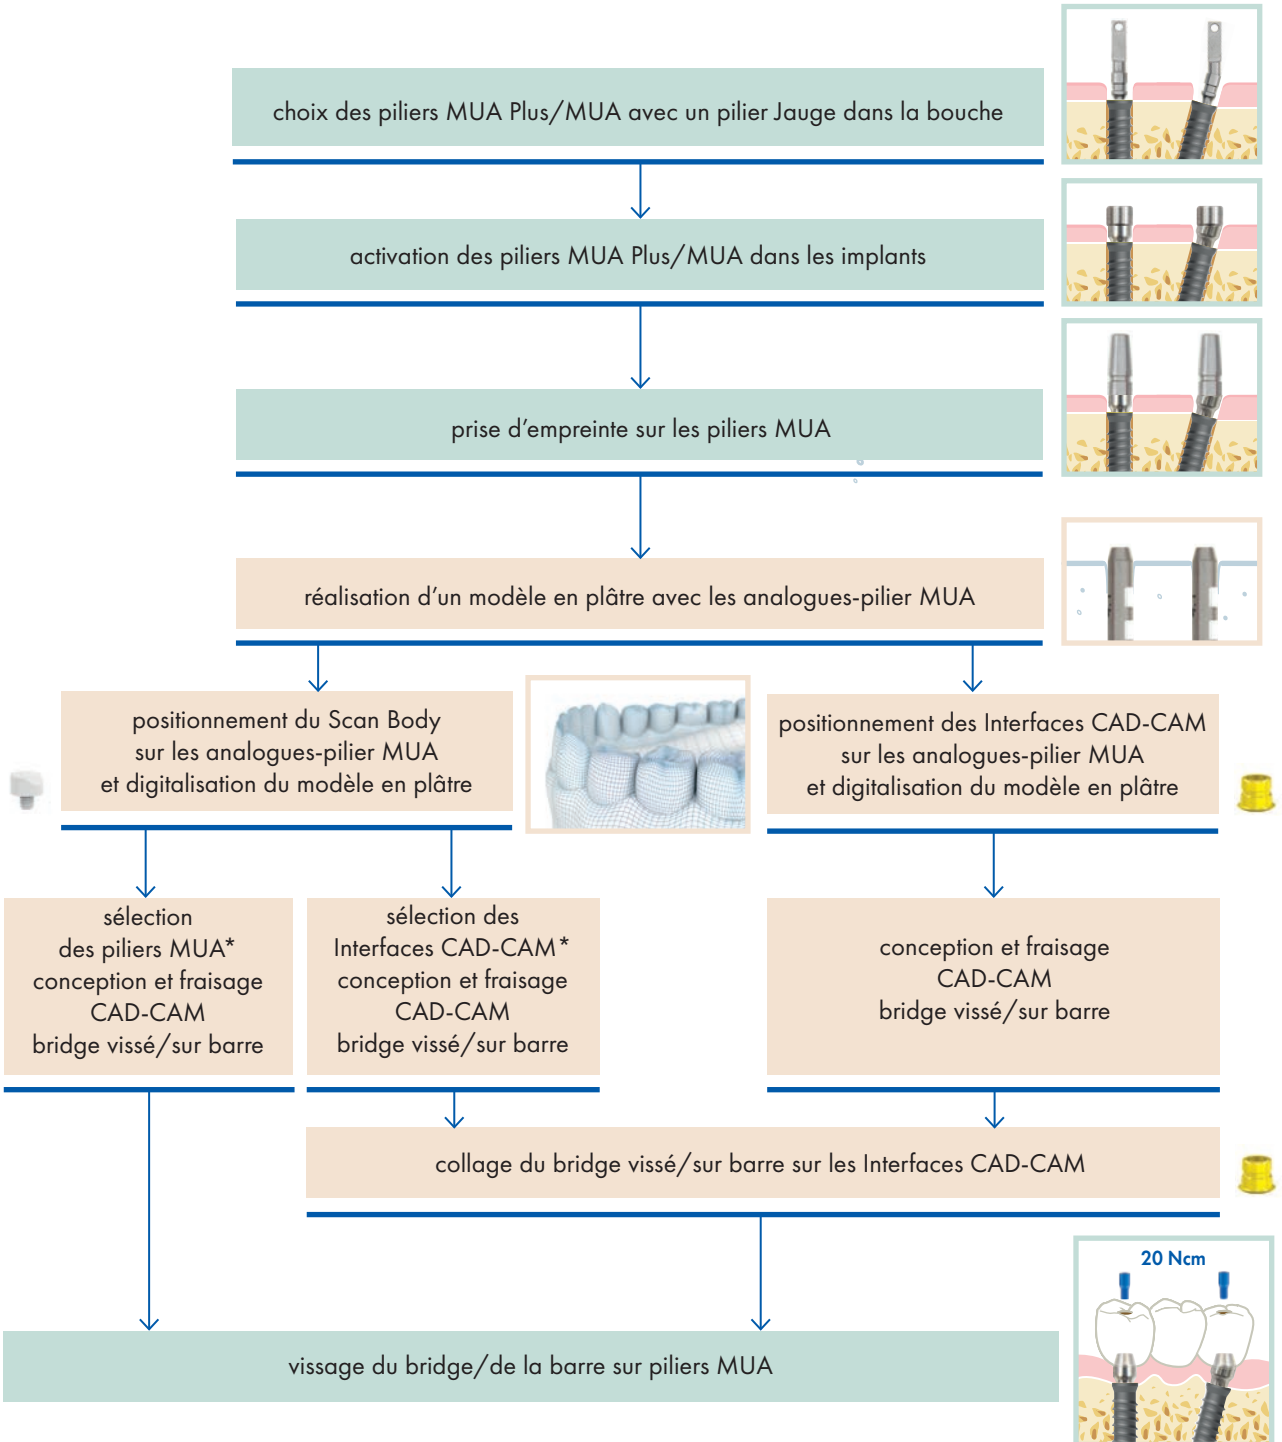 choix des piliers MUA Plus/MUA avec un pilier Jauge dans la bouche
activation des piliers MUA Plus/MUA dans les implants
prise d'empreinte sur les piliers MUA
réalisation d'un modèle en plâtre avec les analogues-pilier MUA
positionnement du Scan Body
sur les analogues-pilier MUA
et digitalisation du modèle en plâtre
positionnement des Interfaces CAD-CAM
sur les analogues-pilier MUA
et digitalisation du modèle en plâtre
sélection
des piliers MUA*
conception et fraisage
CAD-CAM
bridge vissé/sur barre
sélection des
Interfaces CAD-CAM*
conception et fraisage
CAD-CAM
bridge vissé/sur barre
conception et fraisage
CAD-CAM
bridge vissé/sur barre
collage du bridge vissé/sur barre sur les Interfaces CAD-CAM
20 Ncm
vissage du bridge/de la barre sur piliers MUA